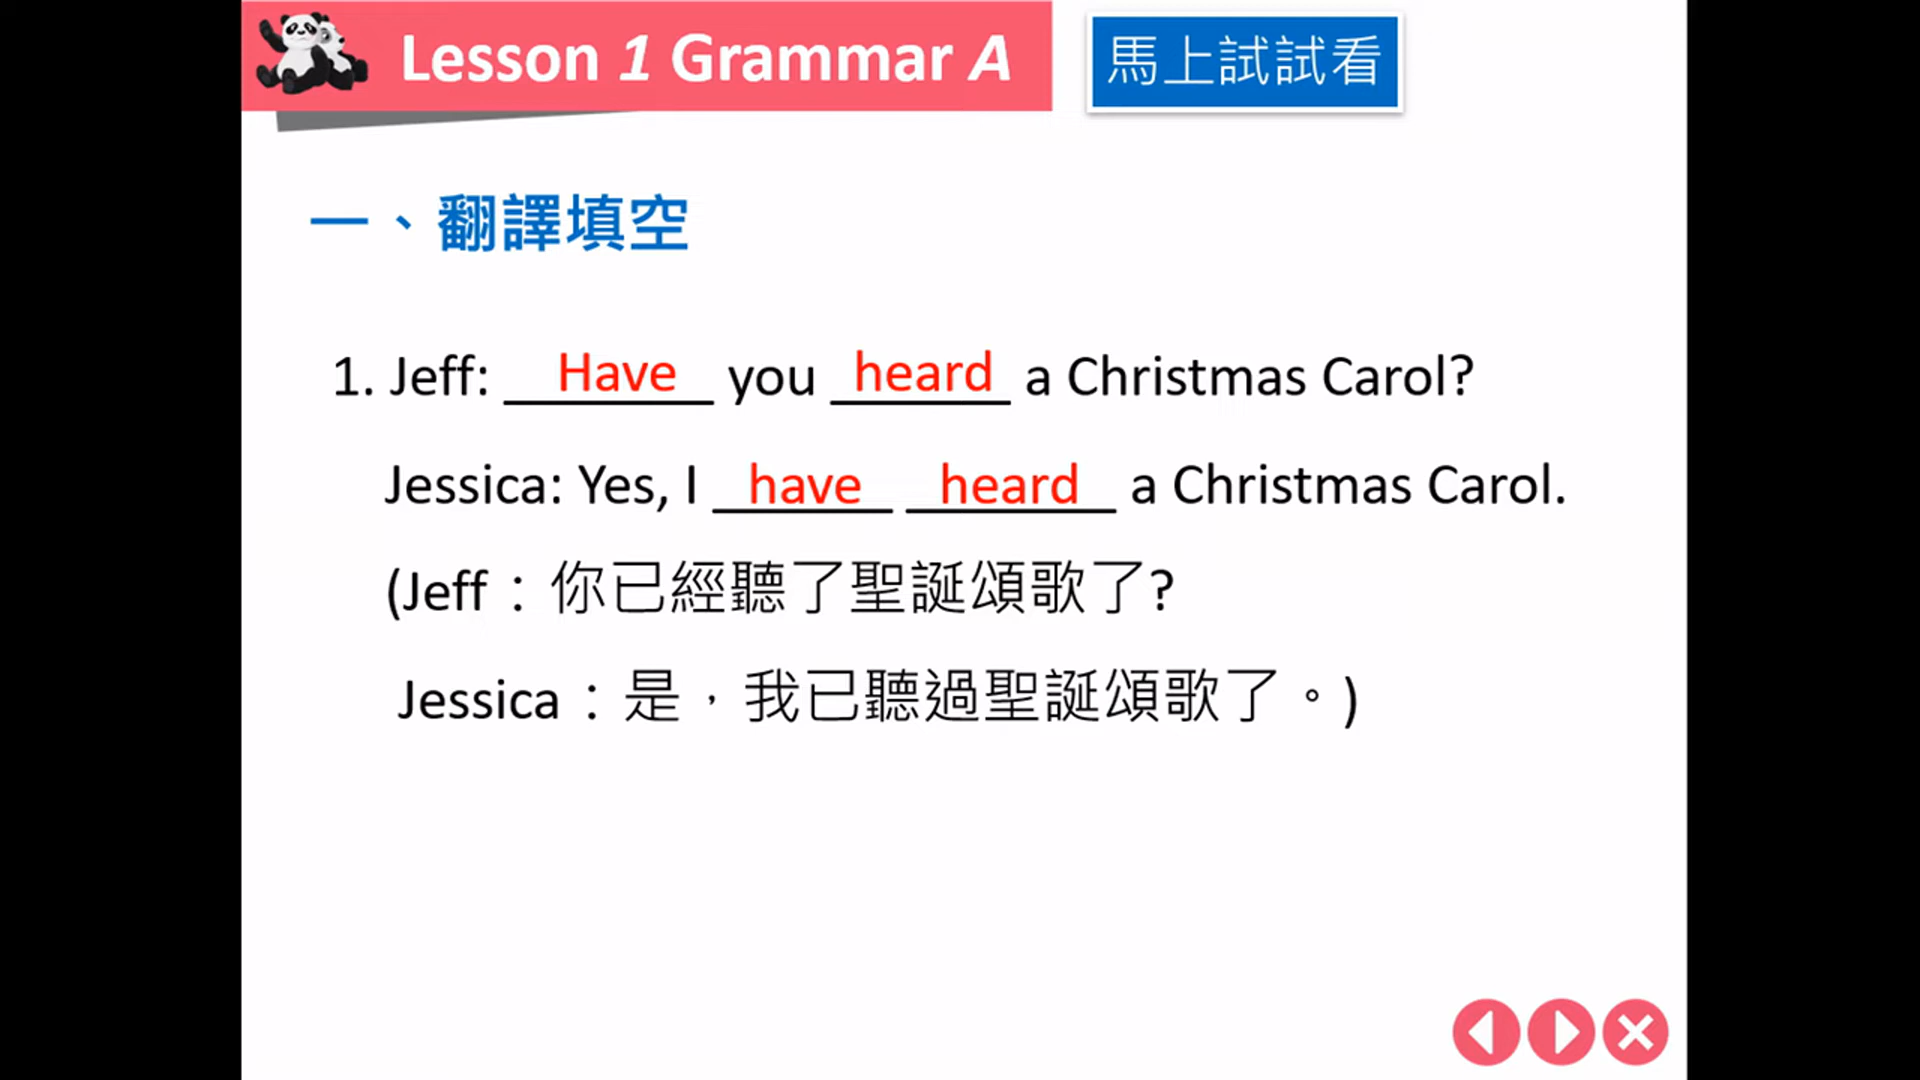 Lesson 1 Grammar A
馬上試試看
一、翻譯填空
1. Jeff: Have you heard a Christmas Carol?
Jessica: Yes, I have heard a Christmas Carol.
(Jeff：你已經聽了聖誕頌歌了?
Jessica：是，我已聽過聖誕頌歌了。)